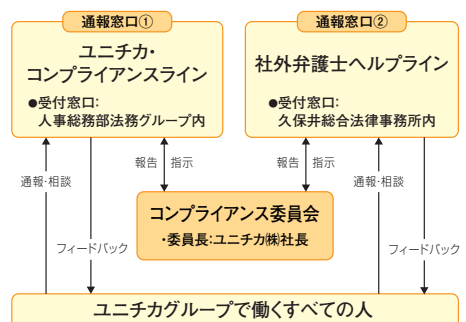 通報窓口①
ユニチカ・
コンプライアンスライン
●受付窓口:
人事総務部法務グループ内
通報窓口②
社外弁護士ヘルプライン
●受付窓口:
久保井総合法律事務所内
報告 指示
報告 指示
通報・相談
通報・相談
コンプライアンス委員会
・委員長:ユニチカ㈱社長
フィードバック
フィードバック
ユニチカグループで働くすべての人